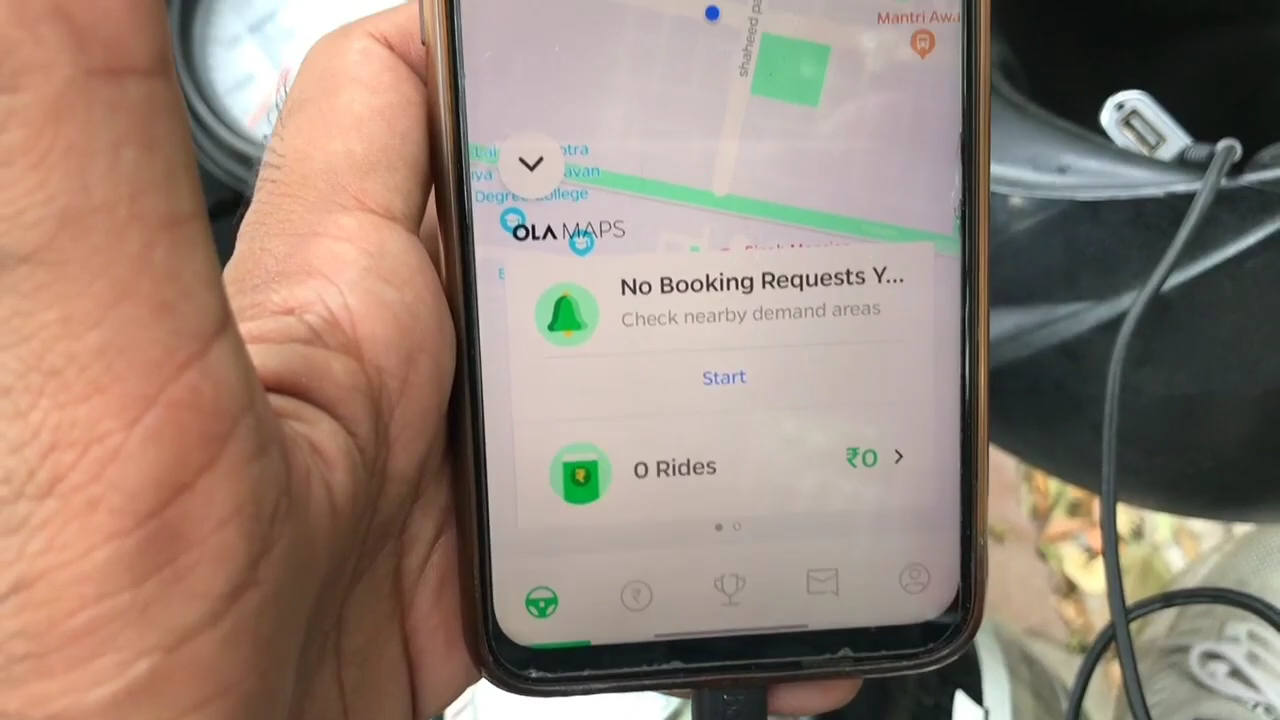 Mantri Awa
shaheed pa
Degree College
OLA MAPS
No Booking Requests Y...
Check nearby demand areas
Start
0 Rides
₹0 >